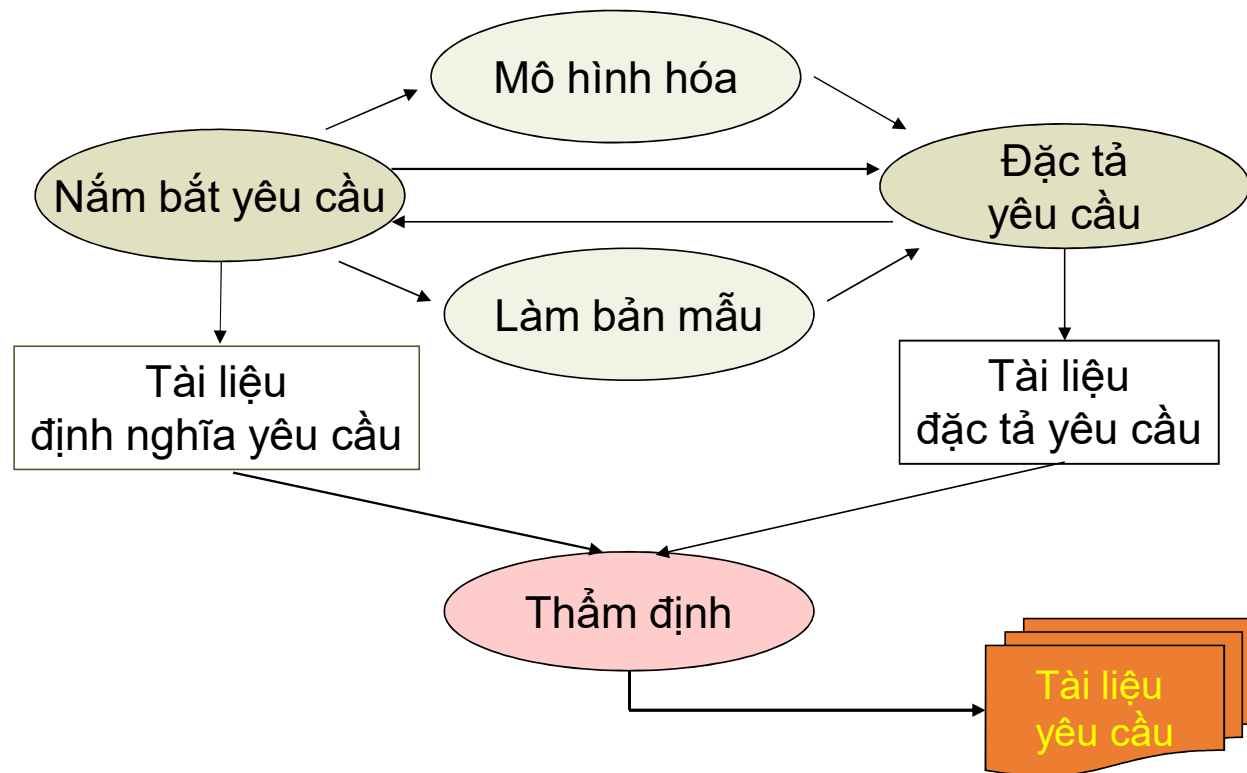 Mô hình hóa
Nắm bắt yêu cầu
Đặc tả
yêu cầu
Làm bản mẫu
Tài liệu
định nghĩa yêu cầu
Tài liệu
đặc tả yêu cầu
Thẩm định
Tài liệu
yêu cầu